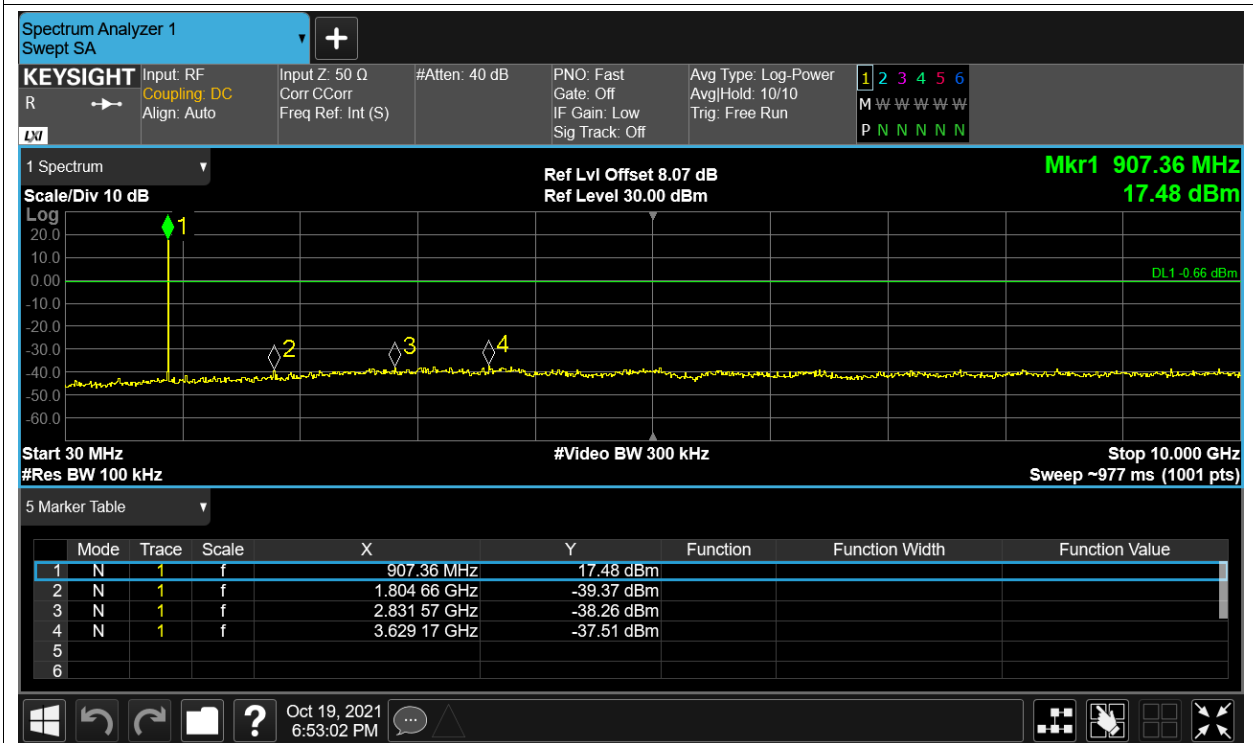 Spectrum Analyzer 1
Swept SA
+
KEYSIGHT Input: RF Input Z: 50 Ω #Atten: 40 dB PNO: Fast Avg Type: Log-Power 1 2 3 4 5 6
R Coupling: DC Corr CCorr Gate: Off Avg|Hold: 10/10 M W W W W W
Align: Auto Freq Ref: Int (S) IF Gain: Low Trig: Free Run
LXI Sig Track: Off P N N N N N
1 Spectrum Ref Lvl Offset 8.07 dB Mkr1 907.36 MHz
Scale/Div 10 dB Ref Level 30.00 dBm 17.48 dBm
Log
1
20.0
10.0
0.00 DL1 -0.66 dBm
-10.0
-20.0
-30.0 2 3 4
-40.0
-50.0
-60.0
Start 30 MHz #Video BW 300 kHz Stop 10.000 GHz
#Res BW 100 kHz Sweep ~977 ms (1001 pts)
5 Marker Table
Mode Trace Scale X Y Function Function Width Function Value
1 N 1 f 907.36 MHz 17.48 dBm
2 N 1 f 1.804 66 GHz -39.37 dBm
3 N 1 f 2.831 57 GHz -38.26 dBm
4 N 1 f 3.629 17 GHz -37.51 dBm
5
6
? Oct 19, 2021
6:53:02 PM